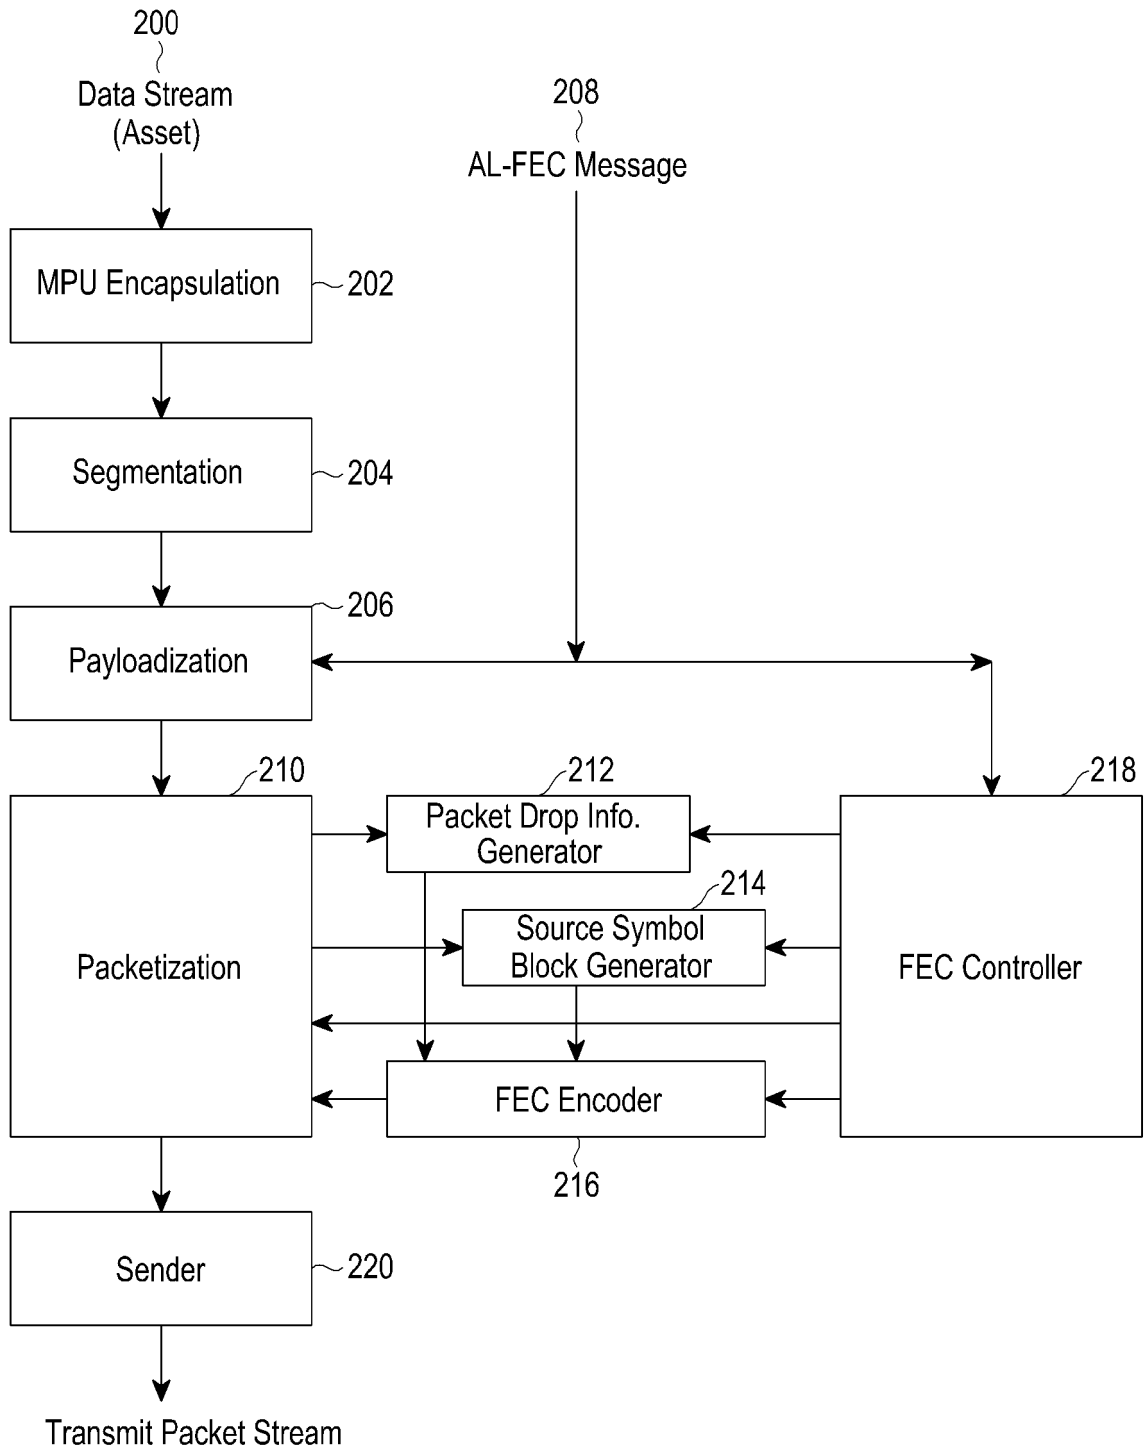 200
Data Stream
(Asset)
208
AL-FEC Message
MPU Encapsulation
202
Segmentation
204
206
Payloadization
210
212
218
Packet Drop Info.
Generator
214
Source Symbol
Block Generator
Packetization
FEC Controller
FEC Encoder
216
Sender
220
Transmit Packet Stream